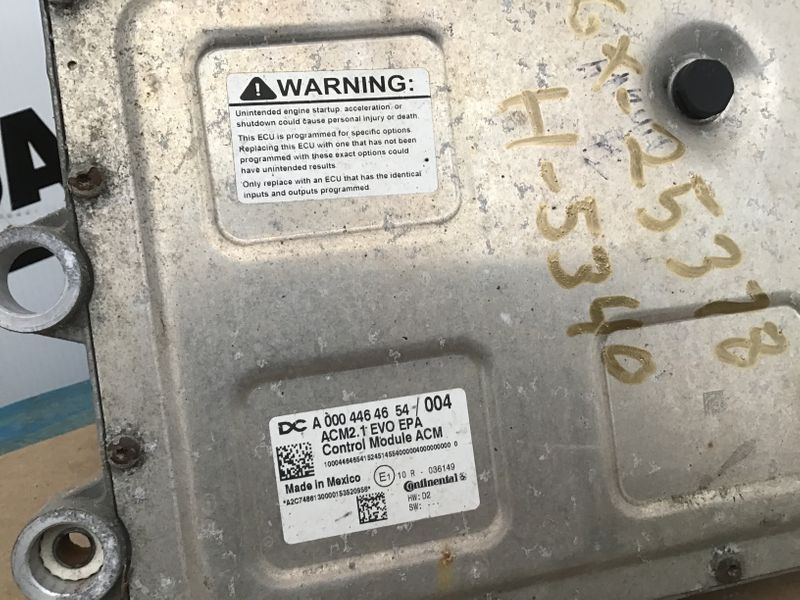 WARNING:
Unintended engine startup, acceleration, or
shutdown could cause personal injury or death.
This ECU is programmed for specific options.
Replacing this ECU with one that has not been
programmed with these exact options could
have unintended results.
Only replace with an ECU that has the identical
inputs and outputs programmed.
GX-25378
H-5340
DC A 000 446 46 54 / 004
ACM2.1 EVO EPA
Control Module ACM
Made in Mexico
E1 10 R - 036149
Continental
*A2C7486130000153520958*
HW: D2
SW: ----